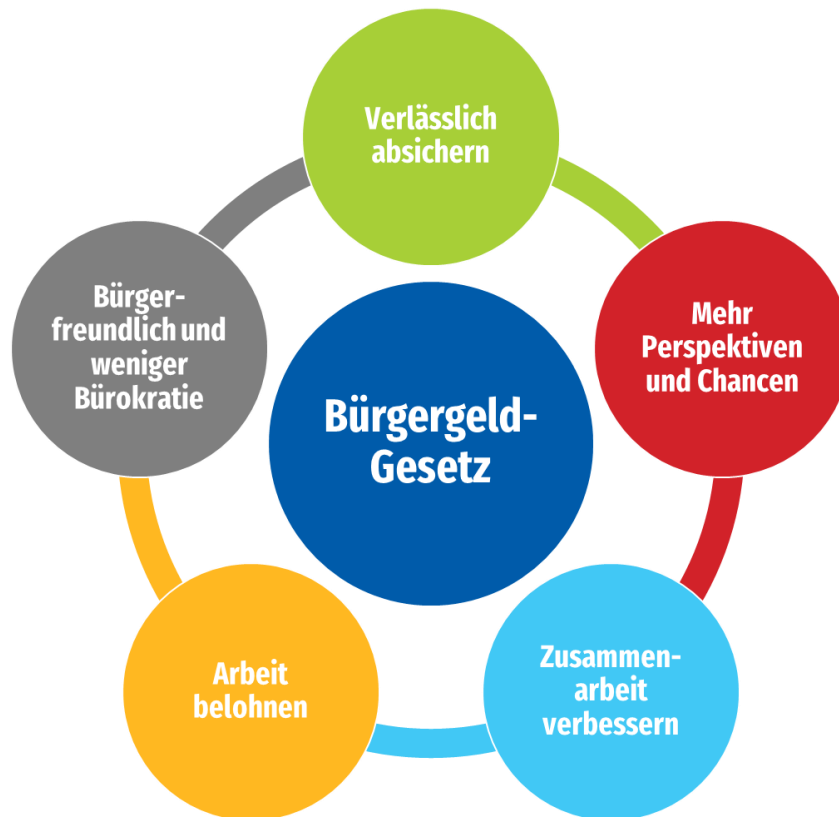 Verlässlich
absichern
Mehr
Perspektiven
und Chancen
Zusammen-
arbeit
verbessern
Arbeit
belohnen
Bürger-
freundlich und
weniger
Bürokratie
Bürgergeld-
Gesetz